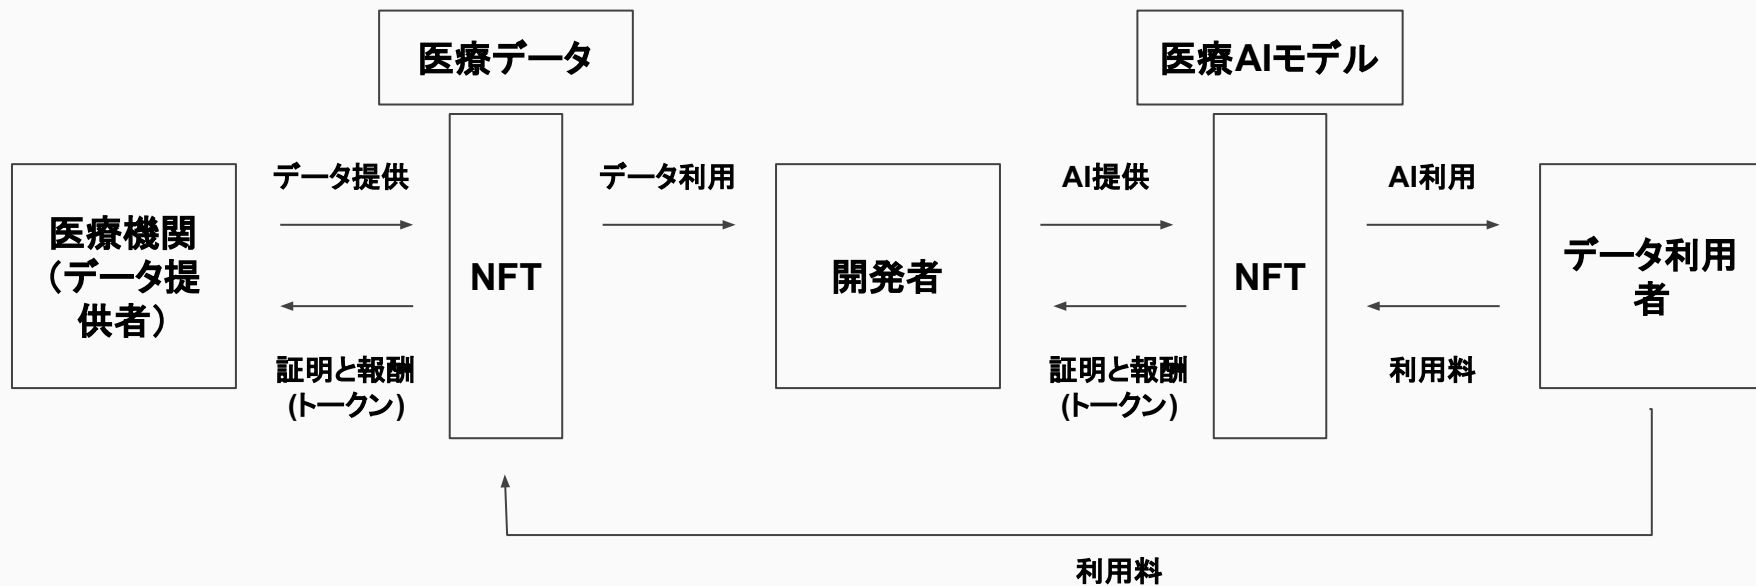 医療データ
医療AIモデル
データ提供
データ利用
AI提供
AI利用
医療機関
（データ提
供者）
NFT
開発者
NFT
データ利用
者
証明と報酬
(トークン)
証明と報酬
(トークン)
利用料
利用料